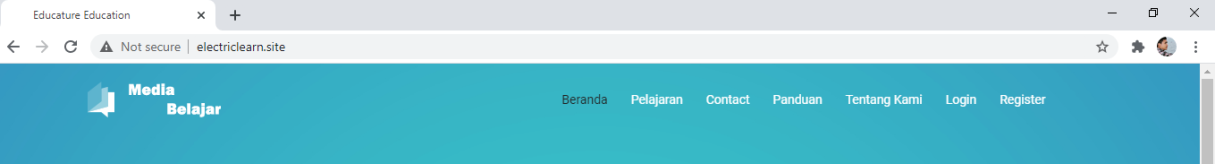 Educature Education
Not secure electriclearn.site
Media
Belajar
Beranda Pelajaran Contact Panduan Tentang Kami Login Register